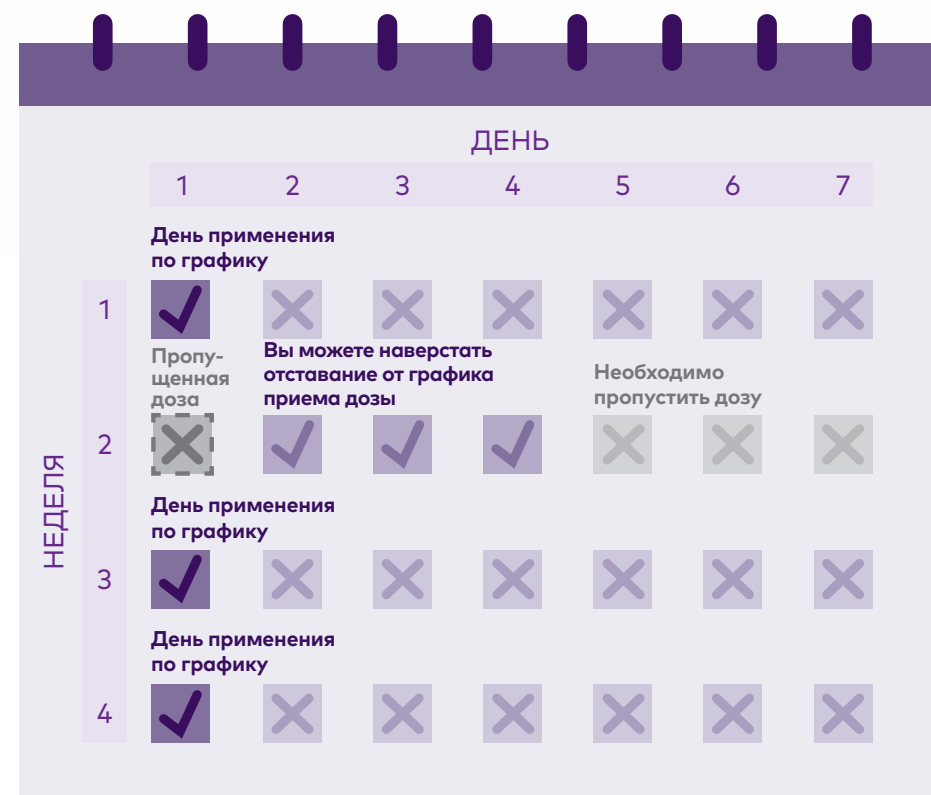 ДЕНЬ
1 2 3 4 5 6 7
День применения
по графику
1
Пропу-
щенная
доза
Вы можете наверстать
отставание от графика
приема дозы
Необходимо
пропустить дозу
2
НЕДЕЛЯ
День применения
по графику
3
День применения
по графику
4